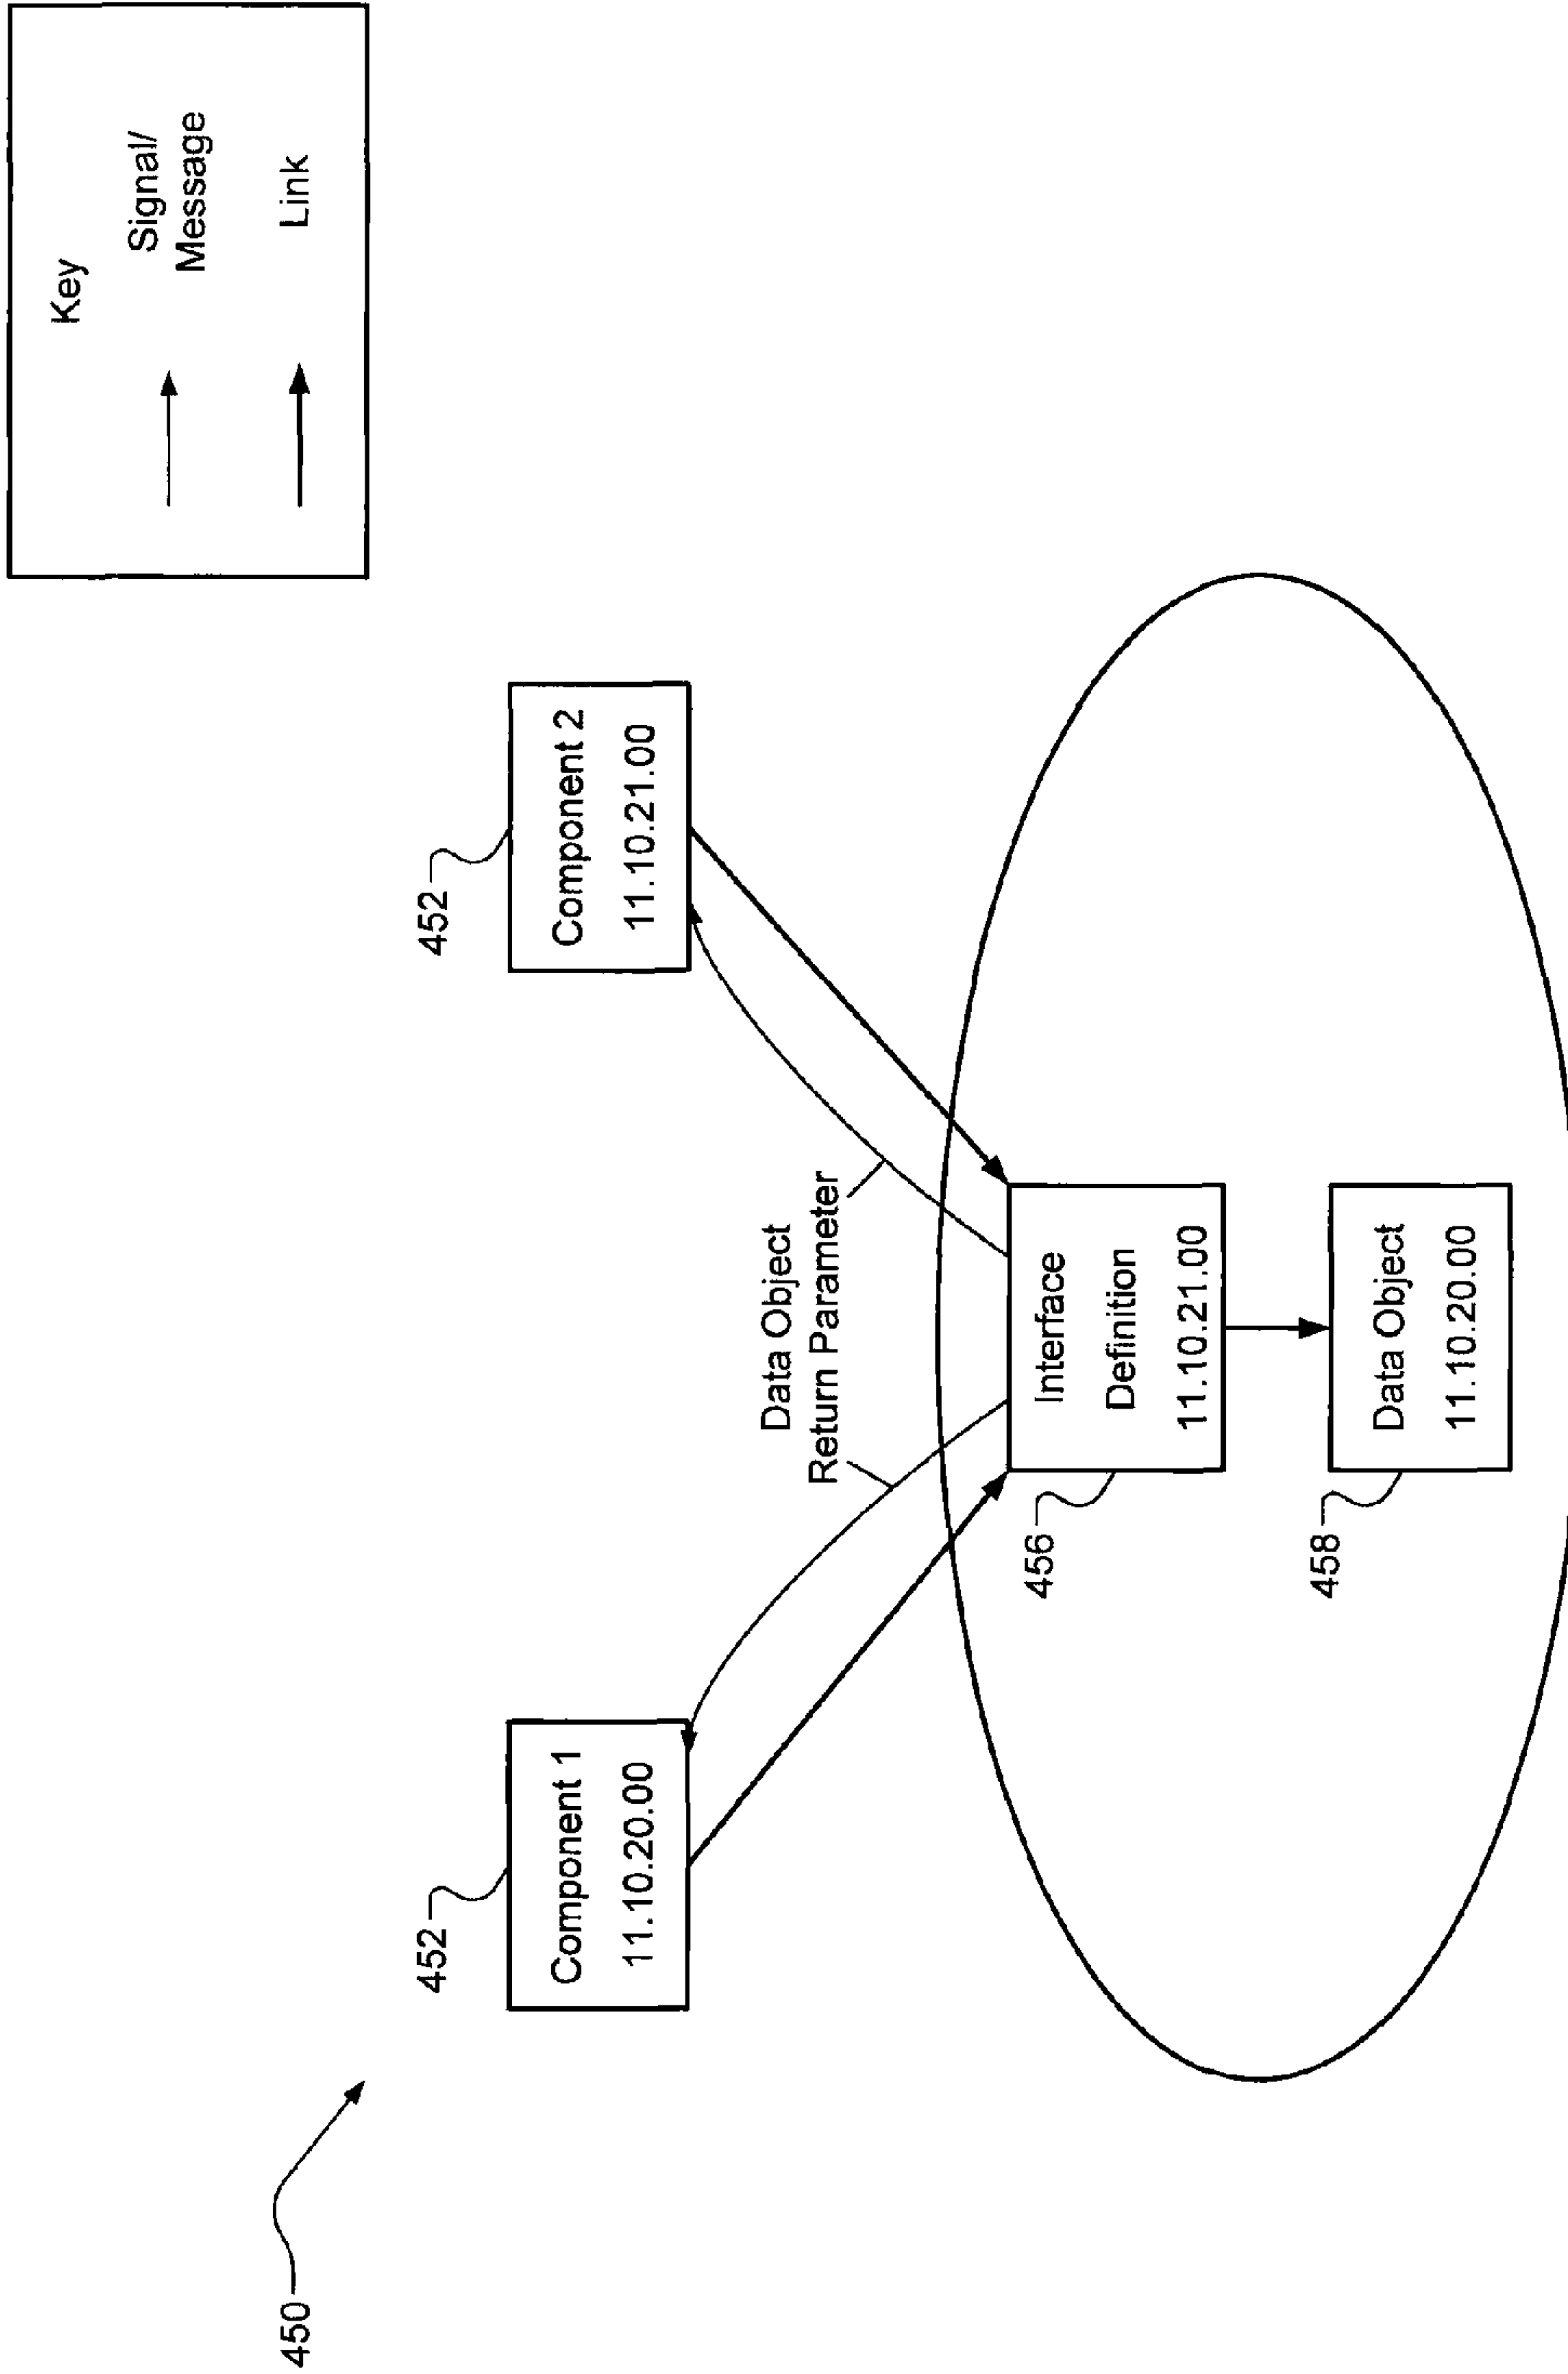 Key
Signal/
Message
Link
450
452
Component 1
11.10.20.00
452
Component 2
11.10.21.00
Data Object
Return Parameter
456
Interface
Definition
11.10.21.00
458
Data Object
11.10.20.00